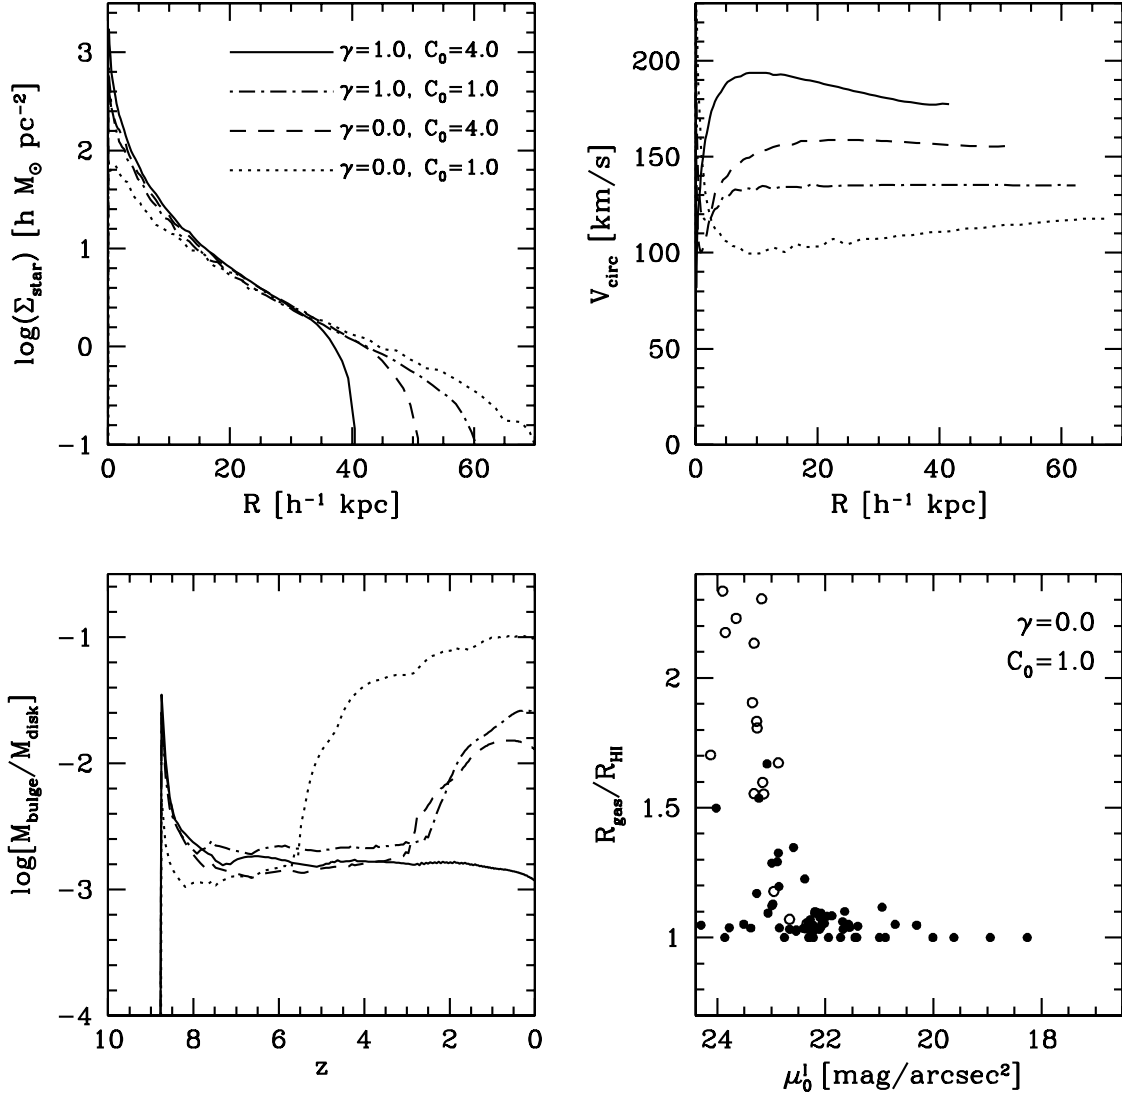 3
2
1
0
−1
log(Σstar) [h M⊙ pc⁻²]
γ=1.0, C₀=4.0
γ=1.0, C₀=1.0
γ=0.0, C₀=4.0
γ=0.0, C₀=1.0
0 20 40 60
R [h⁻¹ kpc]
200
150
100
50
0
Vcirc [km/s]
0 20 40 60
R [h⁻¹ kpc]
−1
−2
−3
−4
log[Mbulge/Mdisk]
10 8 6 4 2 0
z
γ=0.0
C₀=1.0
2
1.5
1
Rgas/RHI
24 22 20 18
μ₀ᴵ [mag/arcsec²]